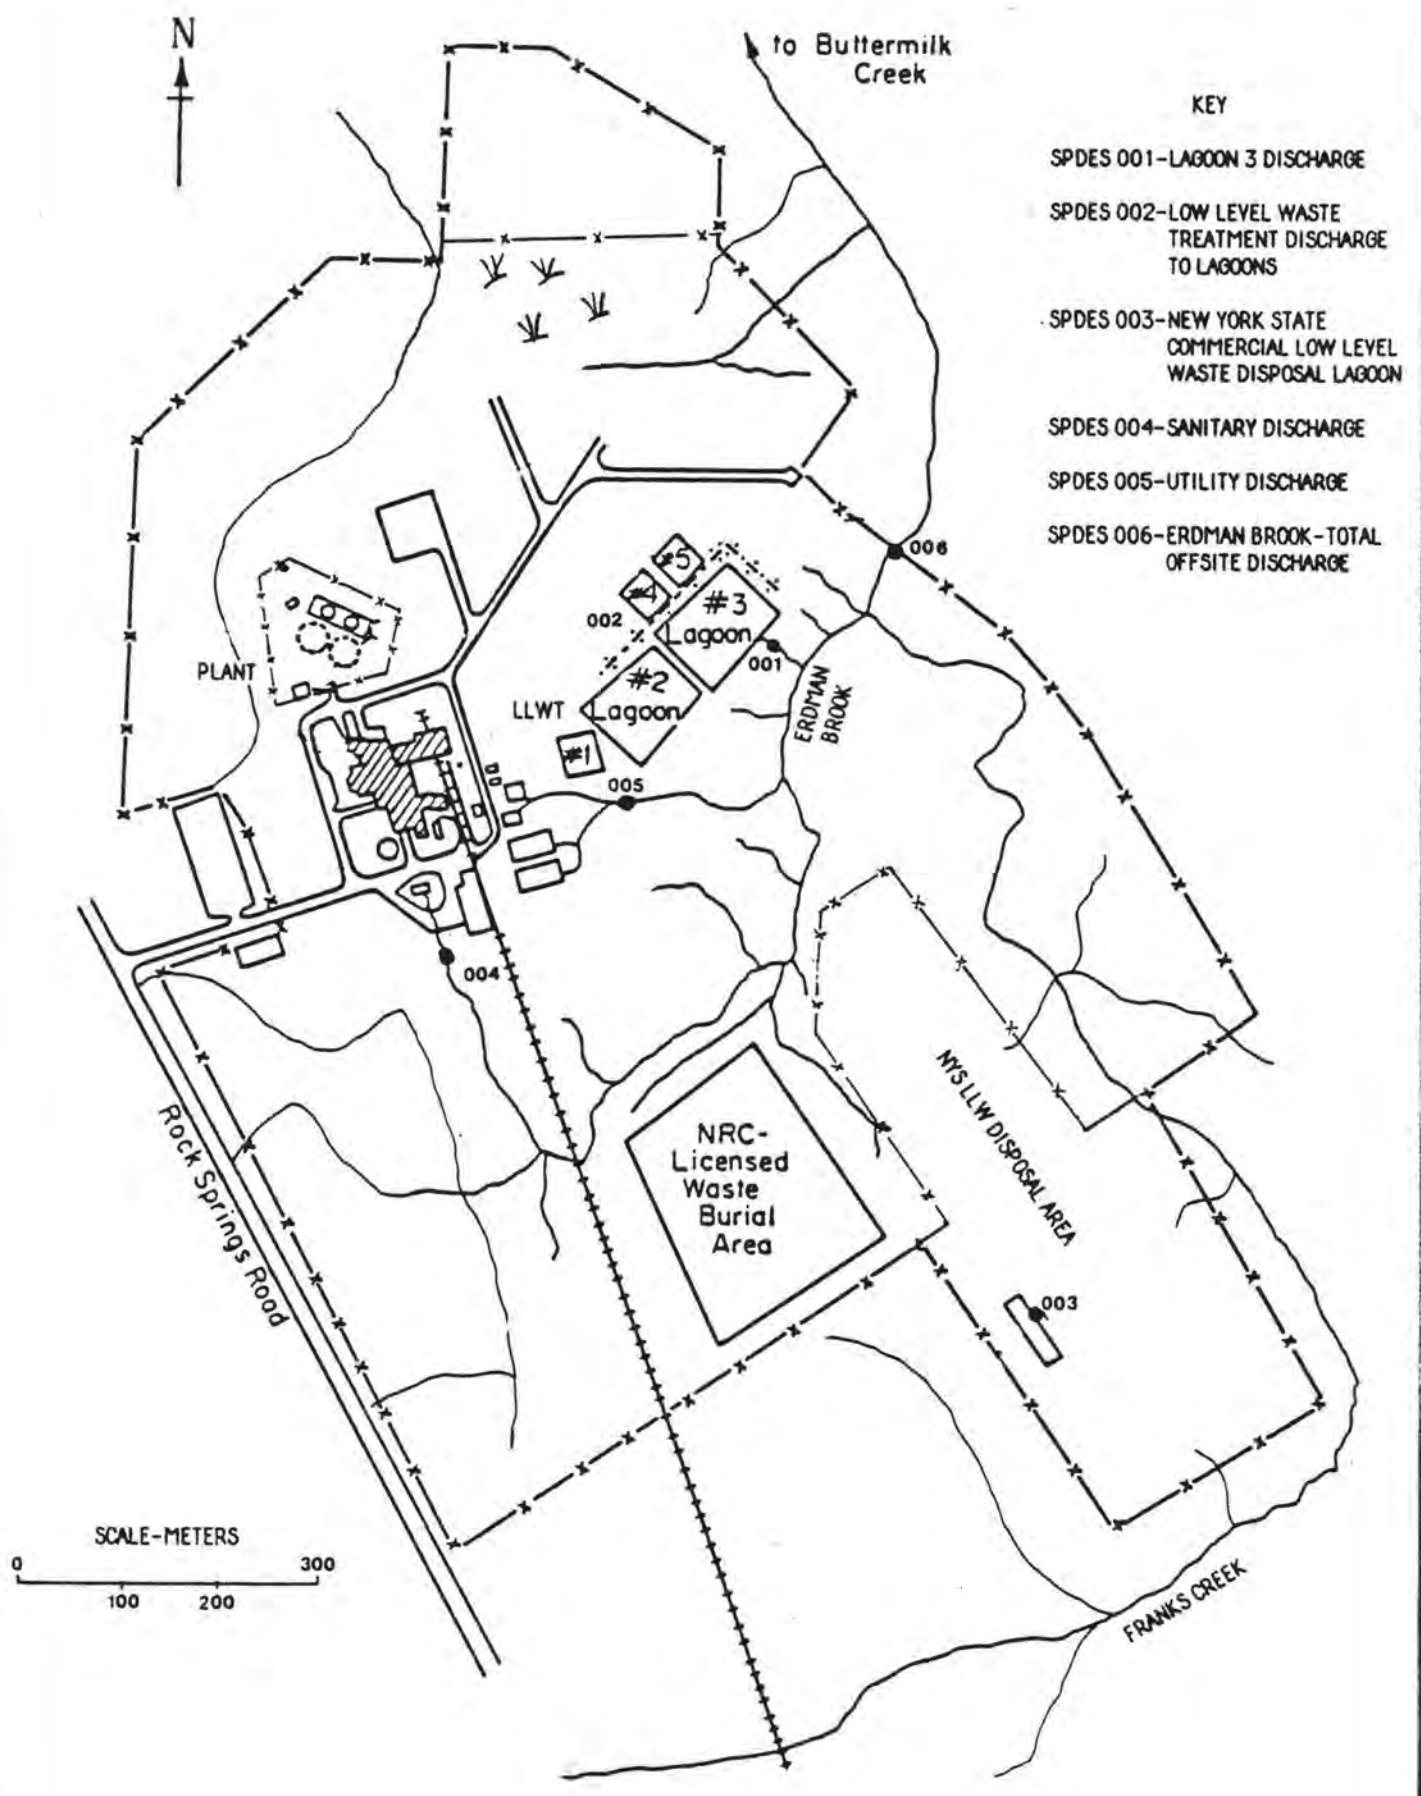 N
to Buttermilk
Creek
KEY
SPDES 001-LAGOON 3 DISCHARGE
SPDES 002-LOW LEVEL WASTE
TREATMENT DISCHARGE
TO LAGOONS
SPDES 003-NEW YORK STATE
COMMERCIAL LOW LEVEL
WASTE DISPOSAL LAGOON
SPDES 004-SANITARY DISCHARGE
SPDES 005-UTILITY DISCHARGE
SPDES 006-ERDMAN BROOK-TOTAL
OFFSITE DISCHARGE
006
#5
#4
#3
Lagoon
002
001
PLANT
#2
Lagoon
LLWT
#1
ERDMAN
BROOK
005
004
NRC-
Licensed
Waste
Burial
Area
NYS LLW DISPOSAL AREA
Rock Springs Road
003
SCALE-METERS
0 300
100 200
FRANKS CREEK